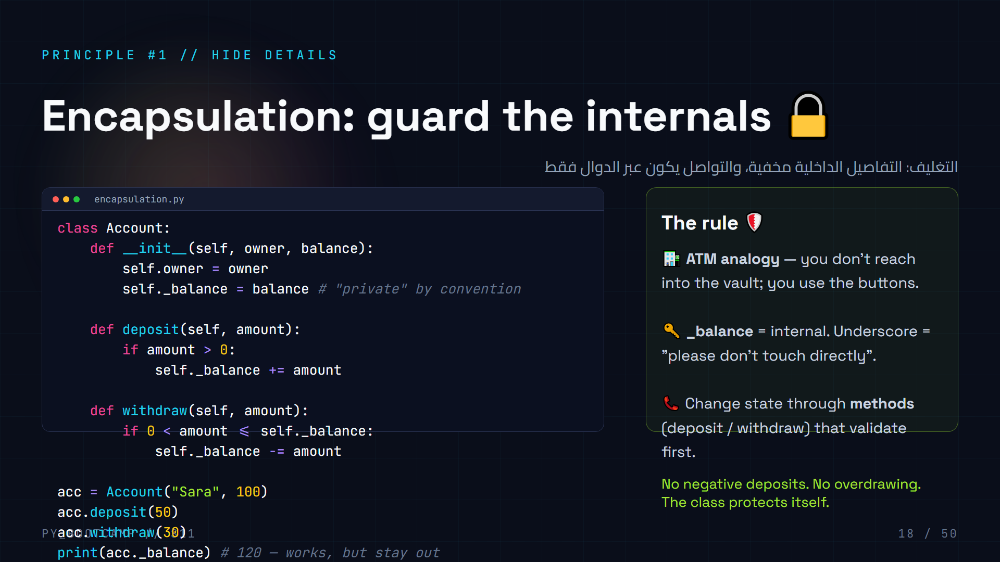 PRINCIPLE #1 // HIDE DETAILS
Encapsulation: guard the internals 🔒
التغليف: التفاصيل الداخلية مخفية، والتواصل يكون عبر الدوال فقط
encapsulation.py
class Account:
    def __init__(self, owner, balance):
        self.owner = owner
        self._balance = balance # "private" by convention
    def deposit(self, amount):
        if amount > 0:
            self._balance += amount
    def withdraw(self, amount):
        if 0 < amount <= self._balance:
            self._balance -= amount
acc = Account("Sara", 100)
acc.deposit(50)
acc.withdraw(30)
print(acc._balance) # 120 — works, but stay out
The rule 🛡️
🏧 ATM analogy — you don't reach
into the vault; you use the buttons.
🔑 _balance = internal. Underscore =
"please don't touch directly".
📞 Change state through methods
(deposit / withdraw) that validate
first.
No negative deposits. No overdrawing.
The class protects itself.
18 / 50